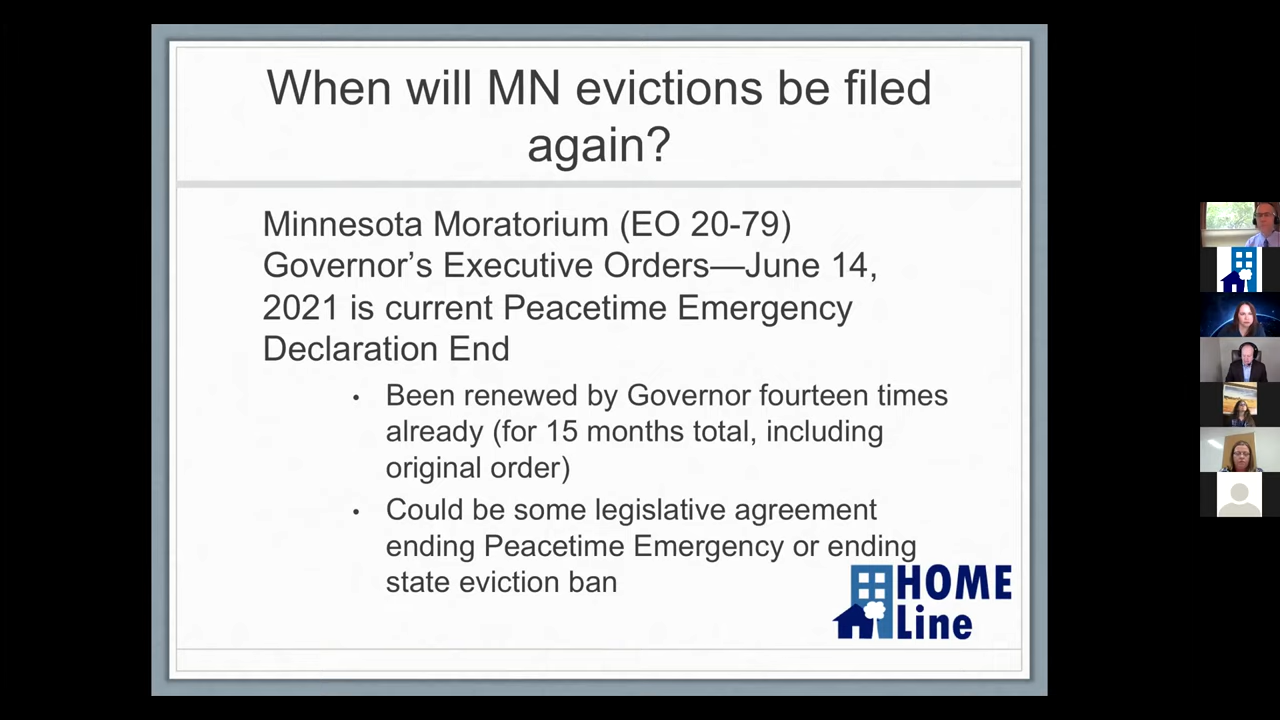 When will MN evictions be filed
again?
Minnesota Moratorium (EO 20-79)
Governor’s Executive Orders—June 14,
2021 is current Peacetime Emergency
Declaration End
• Been renewed by Governor fourteen times
already (for 15 months total, including
original order)
• Could be some legislative agreement
ending Peacetime Emergency or ending
state eviction ban
HOME
Line